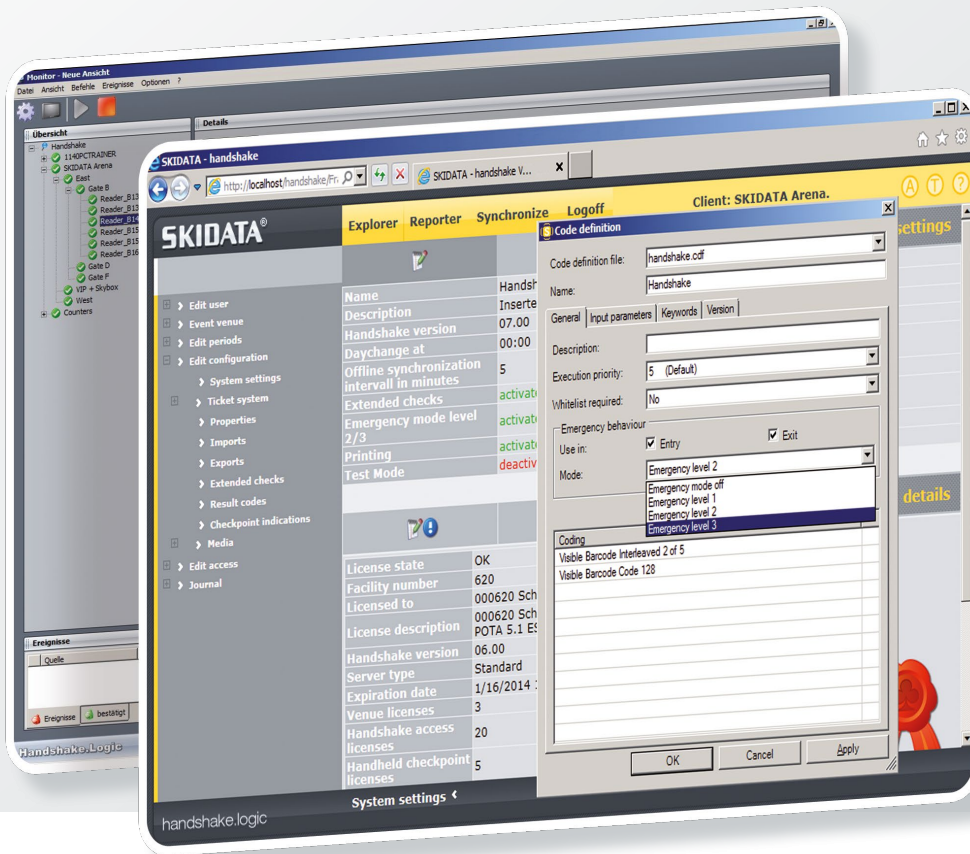 Monitor - Neue Ansicht
Datei Ansicht Befehle Ereignisse Optionen ?
Übersicht
Details
Handshake
1140PCTRAINER
SKIDATA Arena
East
Gate B
Reader_B13
Reader_B13
Reader_B14
Reader_B15
Reader_B15
Reader_B16
Gate D
Gate F
VIP + Skybox
West
Counters
Ereignisse
Quelle
Ereignisse
bestätigt
Handshake.Logic
SKIDATA - handshake
http://localhost/handshake/Fr
SKIDATA - handshake V...
X
SKIDATA®
Explorer Reporter Synchronize Logoff
Client: SKIDATA Arena.
A T ?
Edit user
Event venue
Edit periods
Edit configuration
System settings
Ticket system
Properties
Imports
Exports
Extended checks
Result codes
Checkpoint indications
Media
Edit access
Journal
settings
Name Handsh
Description Inserte
Handshake version 07.00
Daychange at 00:00
Offline synchronization
intervall in minutes 5
Extended checks activat
Emergency mode level
2/3 activat
Printing activat
Test Mode deactiv
details
License state OK
Facility number 620
Licensed to 000620 Sch
License description 000620 Sch
POTA 5.1 ES
Handshake version 06.00
Server type Standard
Expiration date 1/16/2014
Venue licenses 3
Handshake access
licenses 20
Handheld checkpoint
licenses 5
System settings
handshake.logic
Code definition
Code definition file: handshake.cdf
Name: Handshake
General Input parameters Keywords Version
Description:
Execution priority: 5 (Default)
Whitelist required: No
Emergency behaviour
Use in: Entry Exit
Mode: Emergency level 2
Emergency mode off
Emergency level 1
Emergency level 2
Emergency level 3
Coding
Visible Barcode Interleaved 2 of 5
Visible Barcode Code 128
OK Cancel Apply